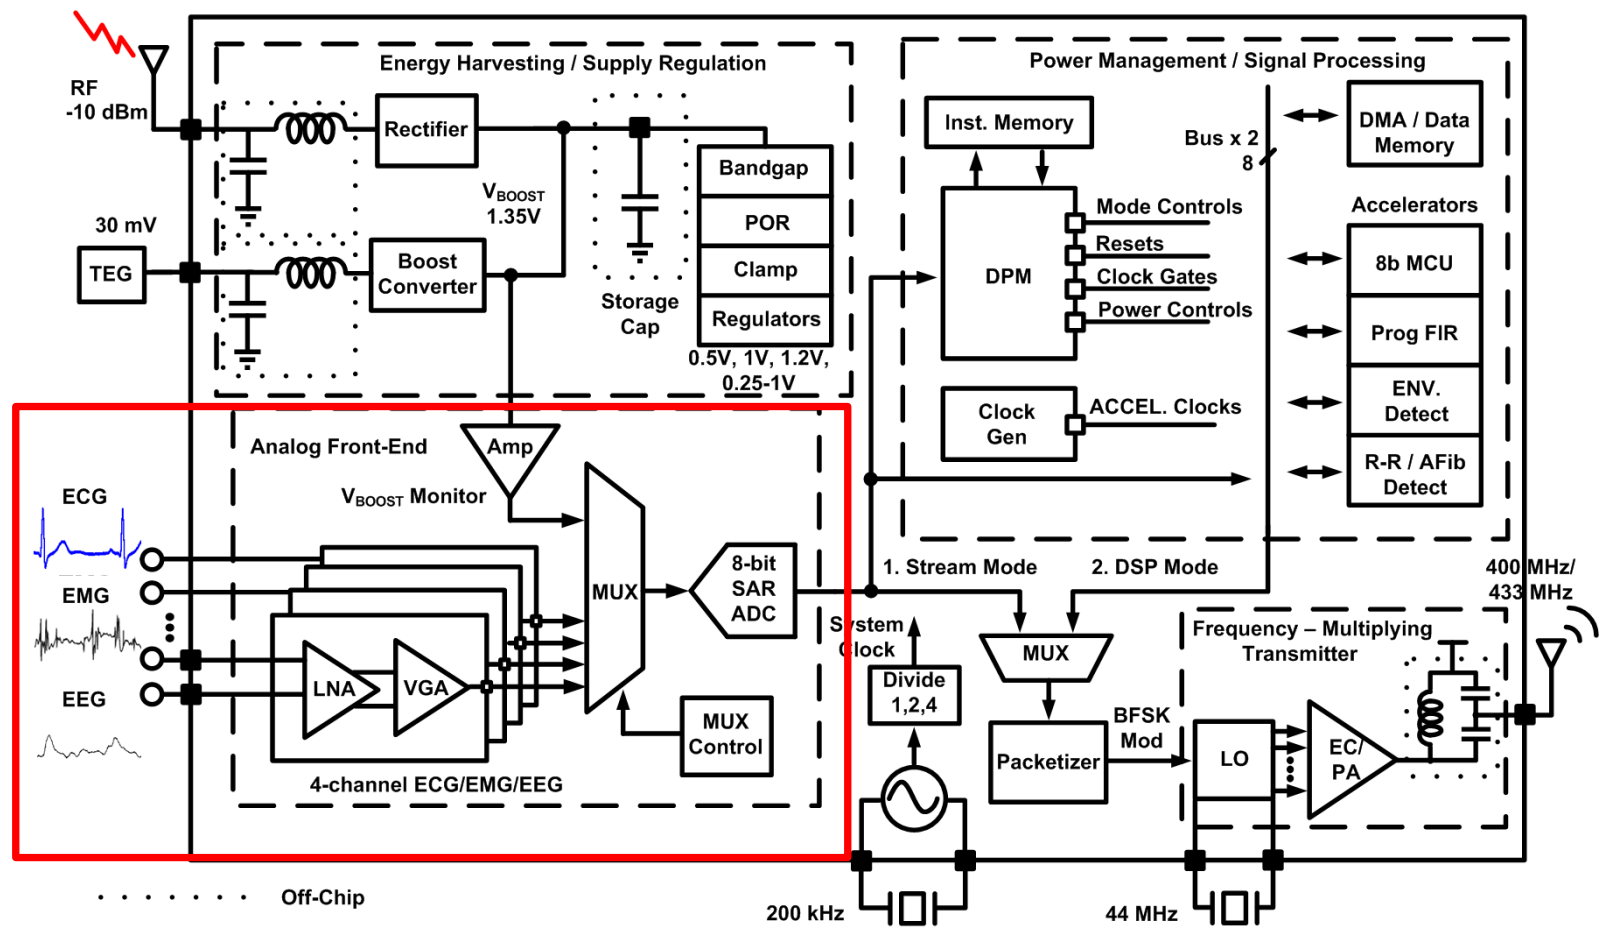 Energy Harvesting / Supply Regulation
RF
-10 dBm
Rectifier
30 mV
TEG
Boost
Converter
VBOOST
1.35V
Storage
Cap
Bandgap
POR
Clamp
Regulators
0.5V, 1V, 1.2V,
0.25-1V
Power Management / Signal Processing
Inst. Memory
DPM
Mode Controls
Resets
Clock Gates
Power Controls
Clock
Gen
ACCEL. Clocks
Bus x 2
8
DMA / Data
Memory
Accelerators
8b MCU
Prog FIR
ENV.
Detect
R-R / AFib
Detect
Analog Front-End
Amp
VBOOST Monitor
ECG
EMG
EEG
LNA
VGA
MUX
8-bit
SAR
ADC
MUX
Control
4-channel ECG/EMG/EEG
1. Stream Mode
2. DSP Mode
System
Clock
Divide
1,2,4
MUX
Packetizer
BFSK
Mod
400 MHz/
433 MHz
Frequency – Multiplying
Transmitter
LO
EC/
PA
200 kHz
44 MHz
Off-Chip